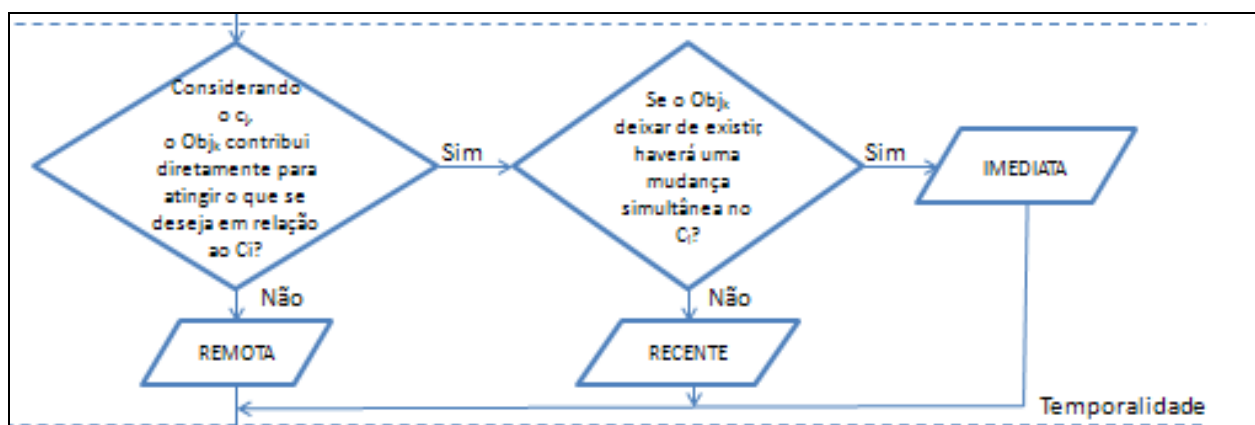 Considerando
o cⱼ,
o Objₖ contribui
diretamente para
atingir o que se
deseja em relação
ao Ci?
Sim
Se o Objₖ
deixar de existir,
haverá uma
mudança
simultânea no
Cᵢ?
Sim
IMEDIATA
Não
Não
REMOTA
RECENTE
Temporalidade